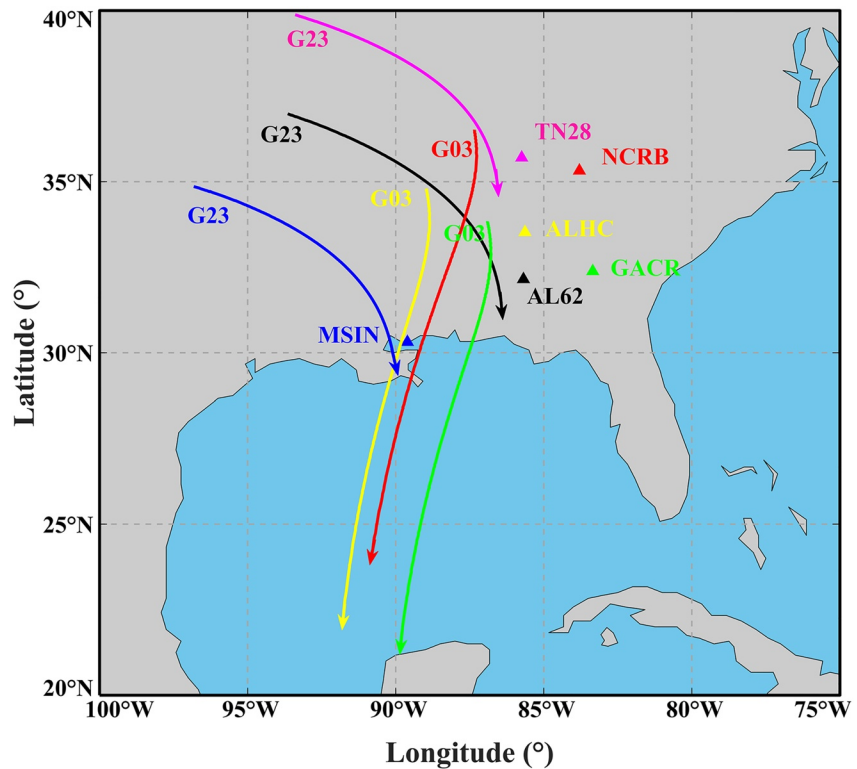 40°N
G23
TN28
G23
G03
NCRB
35°N
G03
G23
G03
ALHC
GACR
AL62
MSIN
30°N
25°N
20°N
100°W 95°W 90°W 85°W 80°W 75°W
Latitude (°)
Longitude (°)